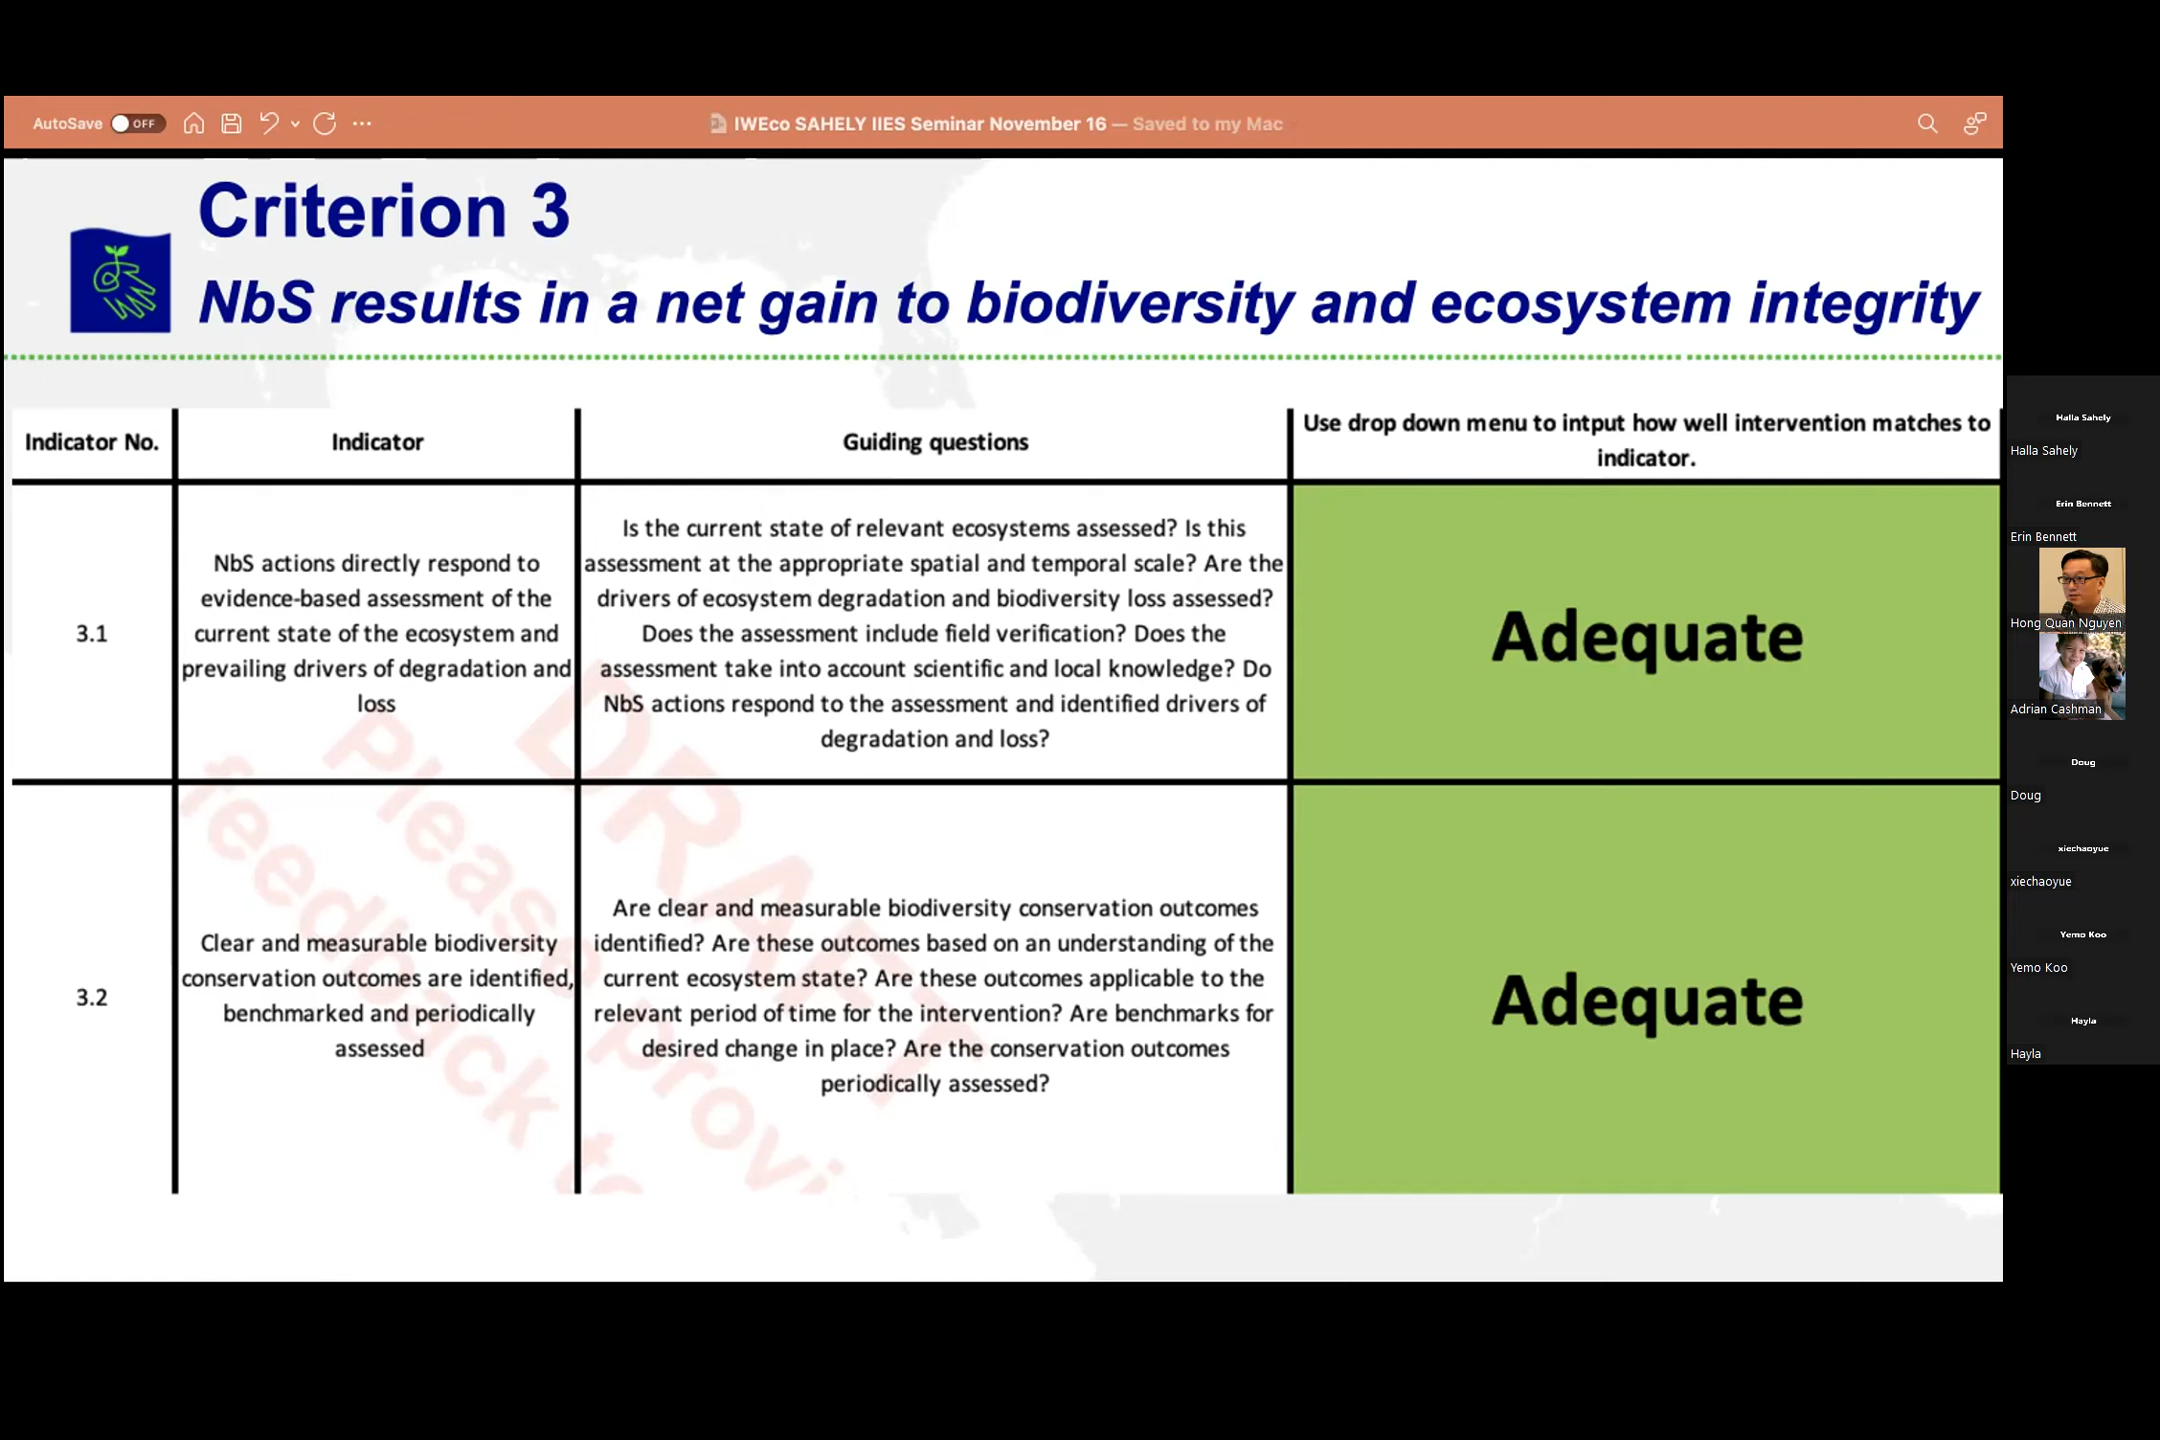 AutoSave OFF
IWEco SAHELY IIES Seminar November 16 — Saved to my Mac
Criterion 3
NbS results in a net gain to biodiversity and ecosystem integrity
Indicator No.
Indicator
Guiding questions
Use drop down menu to intput how well intervention matches to
indicator.
3.1
NbS actions directly respond to
evidence-based assessment of the
current state of the ecosystem and
prevailing drivers of degradation and
loss
Is the current state of relevant ecosystems assessed? Is this
assessment at the appropriate spatial and temporal scale? Are the
drivers of ecosystem degradation and biodiversity loss assessed?
Does the assessment include field verification? Does the
assessment take into account scientific and local knowledge? Do
NbS actions respond to the assessment and identified drivers of
degradation and loss?
Adequate
3.2
Clear and measurable biodiversity
conservation outcomes are identified,
benchmarked and periodically
assessed
Are clear and measurable biodiversity conservation outcomes
identified? Are these outcomes based on an understanding of the
current ecosystem state? Are these outcomes applicable to the
relevant period of time for the intervention? Are benchmarks for
desired change in place? Are the conservation outcomes
periodically assessed?
Adequate
DRAFT
Please provi
feedback to
Halla Sahely
Halla Sahely
Erin Bennett
Erin Bennett
Hong Quan Nguyen
Adrian Cashman
Doug
Doug
xiechaoyue
xiechaoyue
Yemo Koo
Yemo Koo
Hayla
Hayla